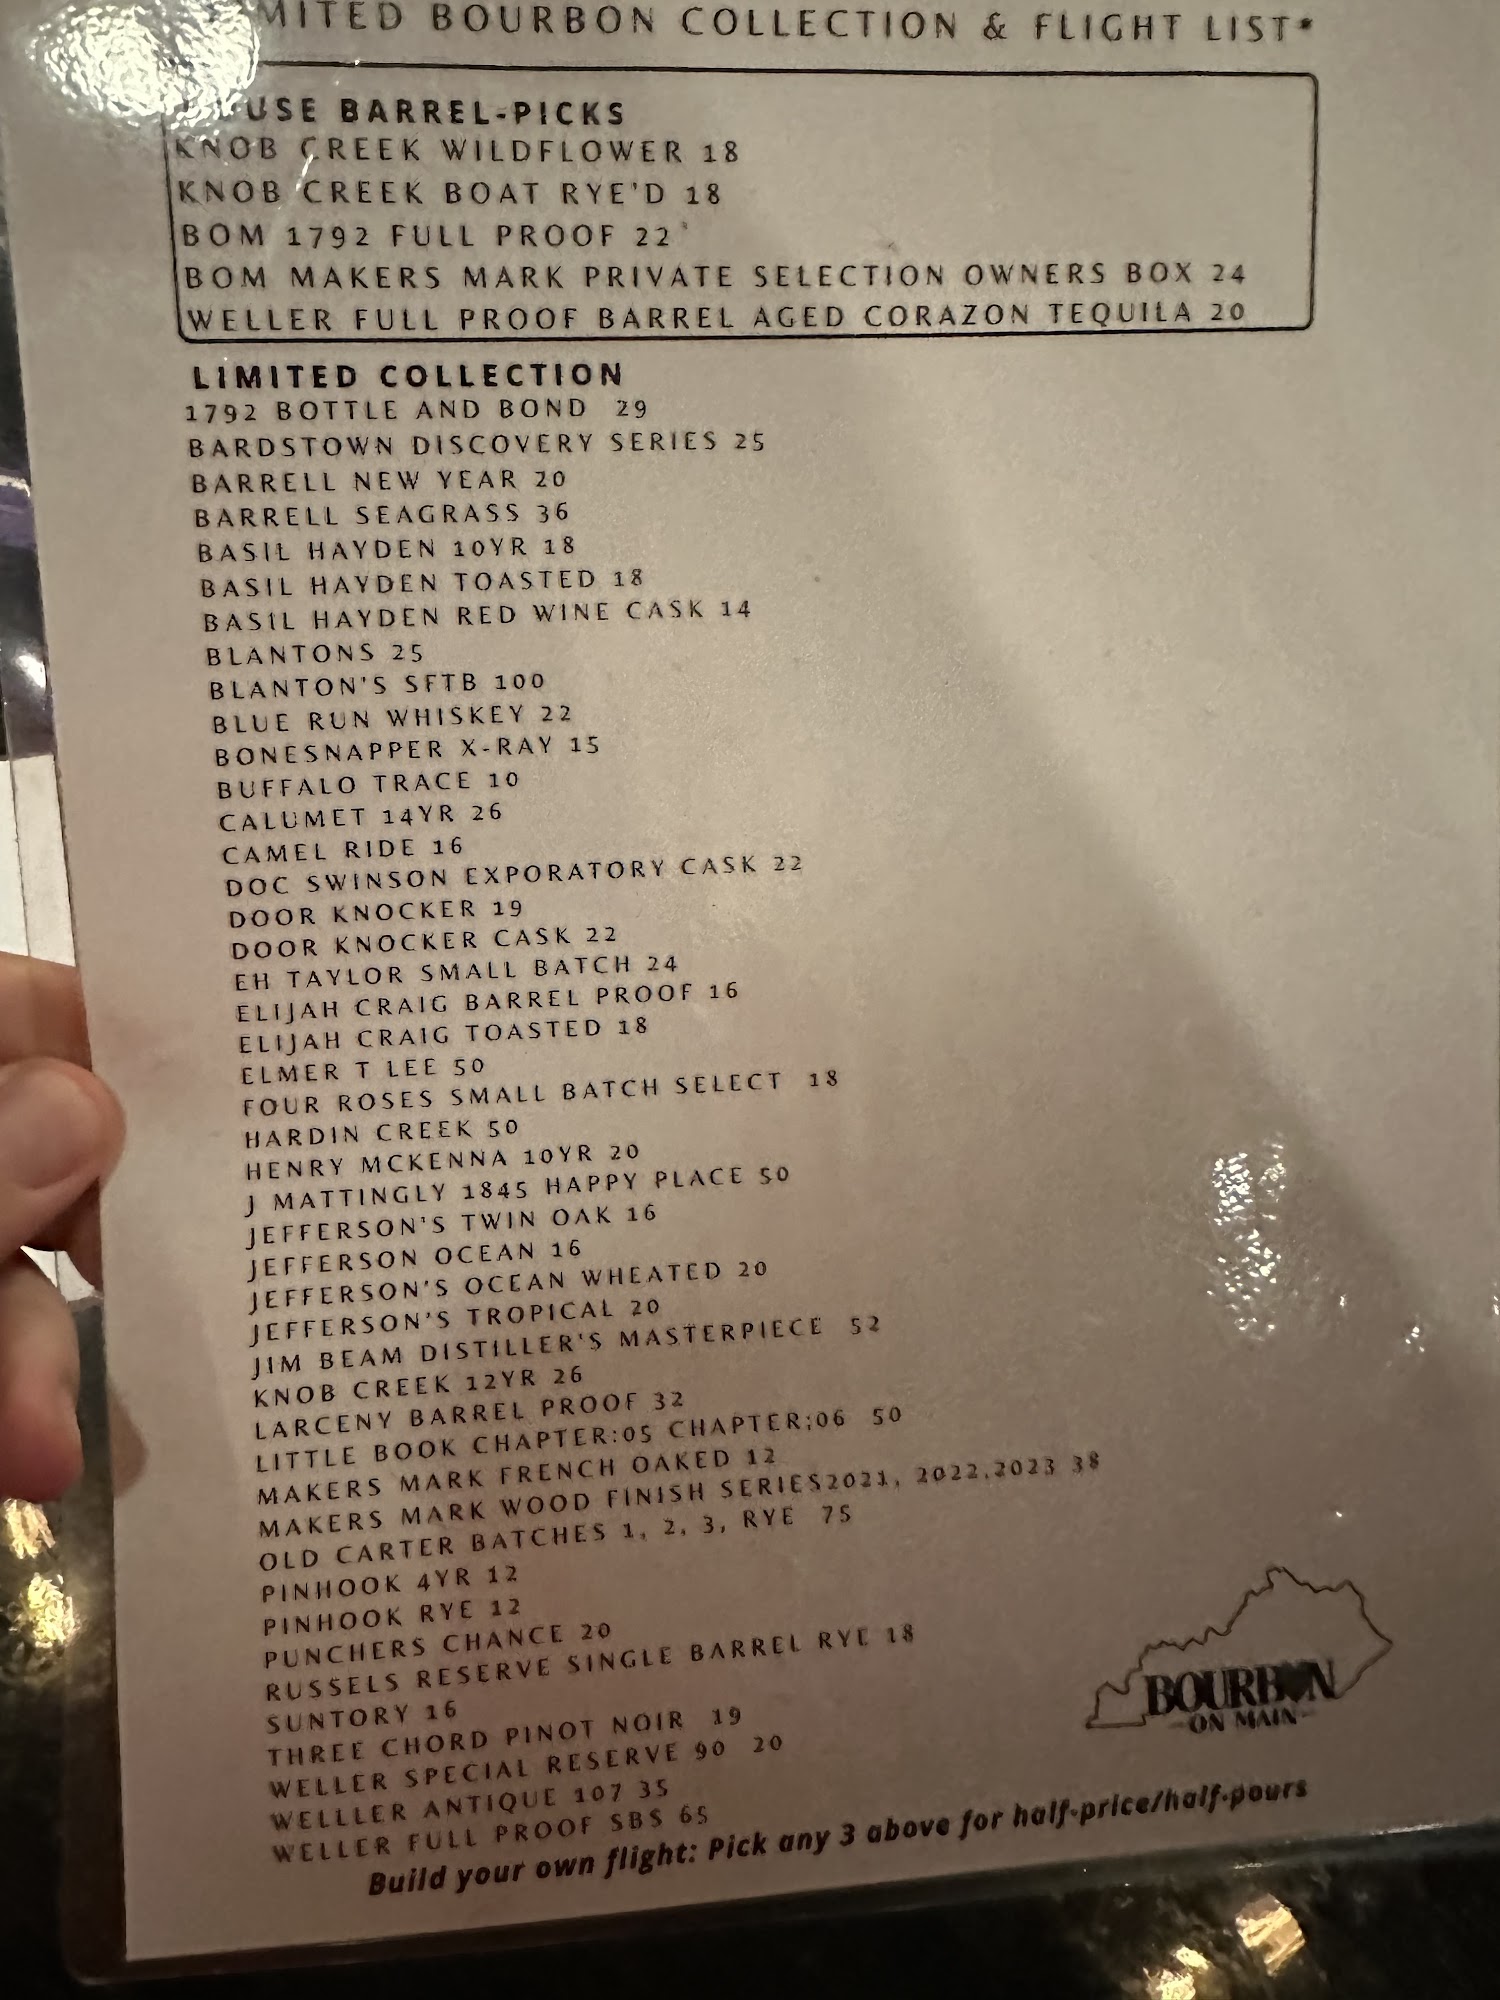 MITED BOURBON COLLECTION & FLIGHT LIST*
USE BARREL-PICKS
KNOB CREEK WILDFLOWER 18
KNOB CREEK BOAT RYE'D 18
BOM 1792 FULL PROOF 22
BOM MAKERS MARK PRIVATE SELECTION OWNERS BOX 24
WELLER FULL PROOF BARREL AGED CORAZON TEQUILA 20
LIMITED COLLECTION
1792 BOTTLE AND BOND 29
BARDSTOWN DISCOVERY SERIES 25
BARRELL NEW YEAR 20
BARRELL SEAGRASS 36
BASIL HAYDEN 10YR 18
BASIL HAYDEN TOASTED 18
BASIL HAYDEN RED WINE CASK 14
BLANTONS 25
BLANTON'S SFTB 100
BLUE RUN WHISKEY 22
BONESNAPPER X-RAY 15
BUFFALO TRACE 10
CALUMET 14YR 26
CAMEL RIDE 16
DOC SWINSON EXPORATORY CASK 22
DOOR KNOCKER 19
DOOR KNOCKER CASK 22
EH TAYLOR SMALL BATCH 24
ELIJAH CRAIG BARREL PROOF 16
ELIJAH CRAIG TOASTED 18
ELMER T LEE 50
FOUR ROSES SMALL BATCH SELECT 18
HARDIN CREEK 50
HENRY MCKENNA 10YR 20
J MATTINGLY 1845 HAPPY PLACE 50
JEFFERSON'S TWIN OAK 16
JEFFERSON OCEAN 16
JEFFERSON'S OCEAN WHEATED 20
JEFFERSON'S TROPICAL 20
JIM BEAM DISTILLER'S MASTERPIECE 52
KNOB CREEK 12YR 26
LARCENY BARREL PROOF 32
LITTLE BOOK CHAPTER:05 CHAPTER:06 50
MAKERS MARK FRENCH OAKED 12
MAKERS MARK WOOD FINISH SERIES2021, 2022,2023 38
OLD CARTER BATCHES 1, 2, 3, RYE 75
PINHOOK 4YR 12
PINHOOK RYE 12
PUNCHERS CHANCE 20
RUSSELS RESERVE SINGLE BARREL RYE 18
SUNTORY 16
THREE CHORD PINOT NOIR 19
WELLER SPECIAL RESERVE 90 20
WELLLER ANTIQUE 107 35
WELLER FULL PROOF SBS 65
Build your own flight: Pick any 3 above for half-price/half-pours
BOURBON
ON MAIN